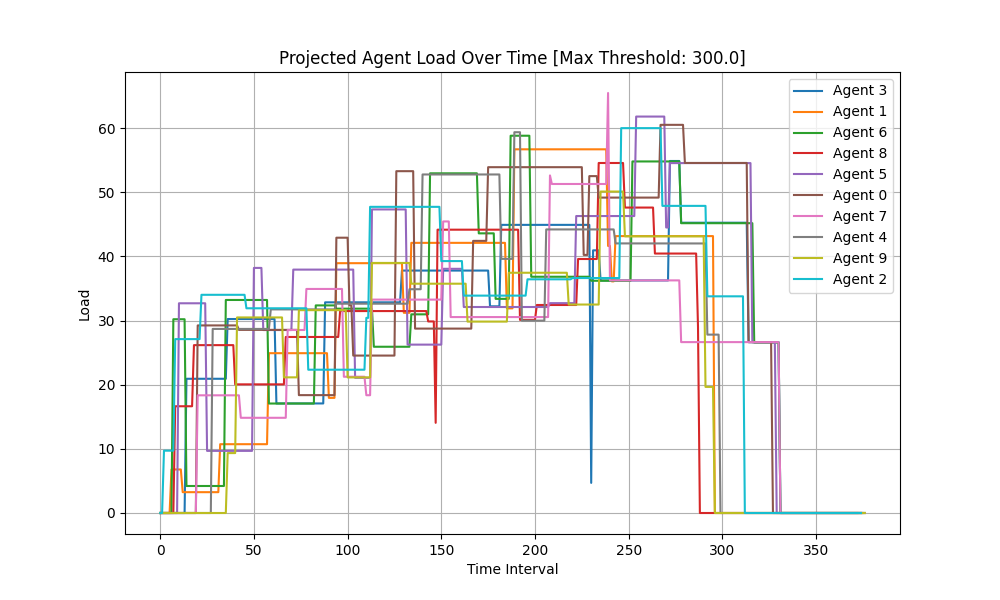 Projected Agent Load Over Time [Max Threshold: 300.0]
Load
60
50
40
30
20
10
0
0 50 100 150 200 250 300 350
Time Interval
Agent 3
Agent 1
Agent 6
Agent 8
Agent 5
Agent 0
Agent 7
Agent 4
Agent 9
Agent 2